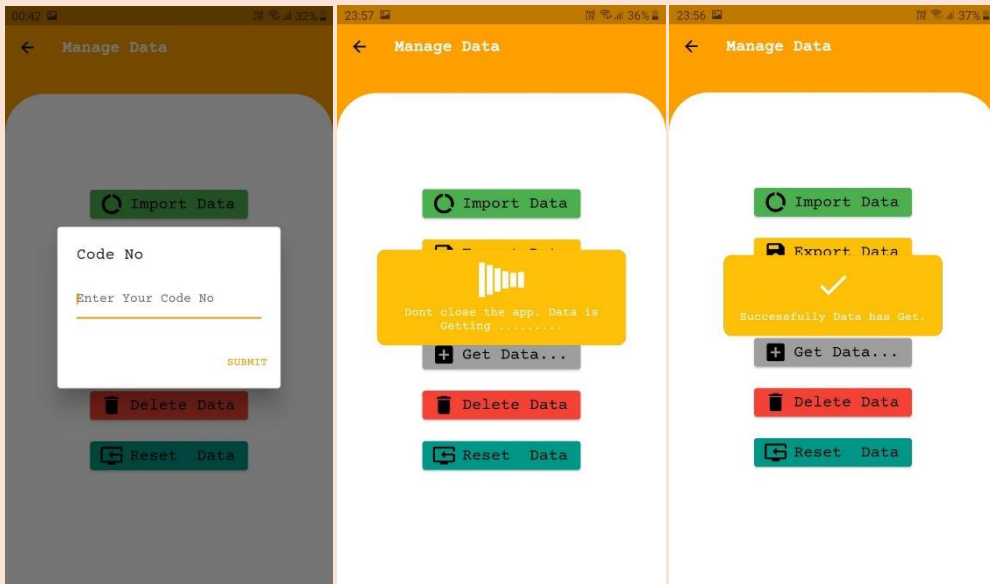 00:42 32%
Manage Data
Import Data
Code No
Enter Your Code No
SUBMIT
Delete Data
Reset Data
23:57 36%
Manage Data
Import Data
Dont close the app. Data is
Getting .........
Get Data...
Delete Data
Reset Data
23:56 37%
Manage Data
Import Data
Export Data
Successfully Data has Get.
Get Data...
Delete Data
Reset Data